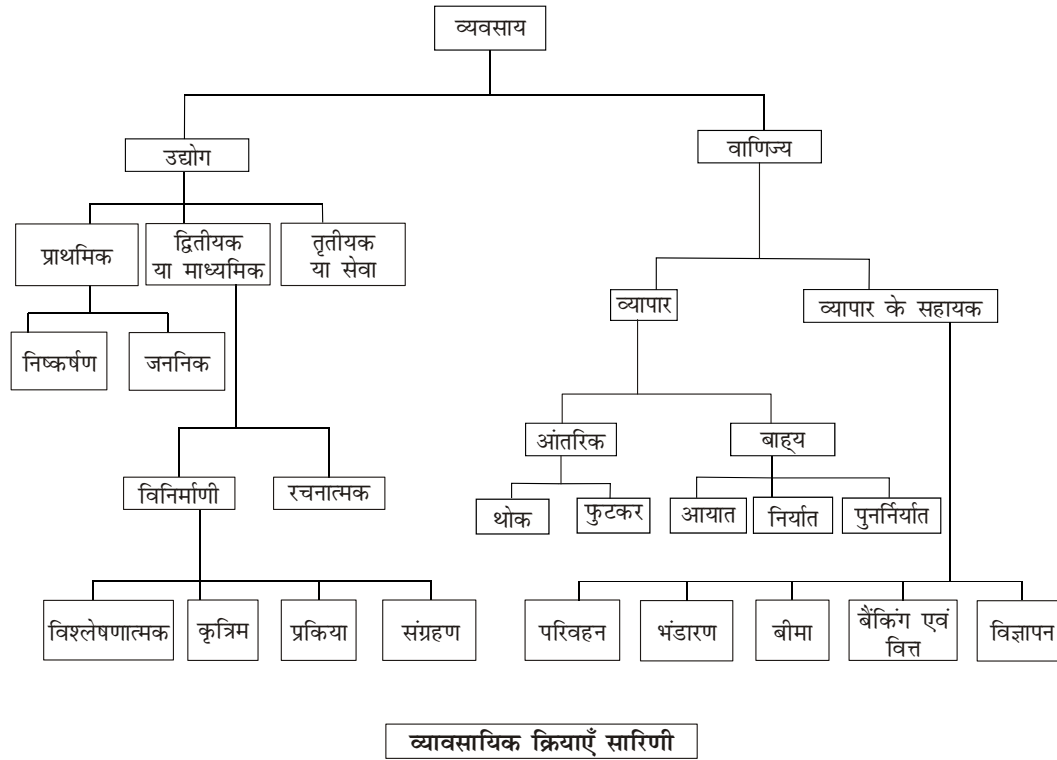 व्यवसाय
उद्योग
वाणिज्य
प्राथमिक
द्वितीयक
या माध्यमिक
तृतीयक
या सेवा
व्यापार
व्यापार के सहायक
निष्कर्षण
जननिक
आंतरिक
बाह्य
विनिर्माणी
रचनात्मक
थोक
फुटकर
आयात
निर्यात
पुनर्निर्यात
विश्लेषणात्मक
कृत्रिम
प्रकिया
संग्रहण
परिवहन
भंडारण
बीमा
बैंकिंग एवं
वित्त
विज्ञापन
व्यावसायिक क्रियाएँ सारिणी